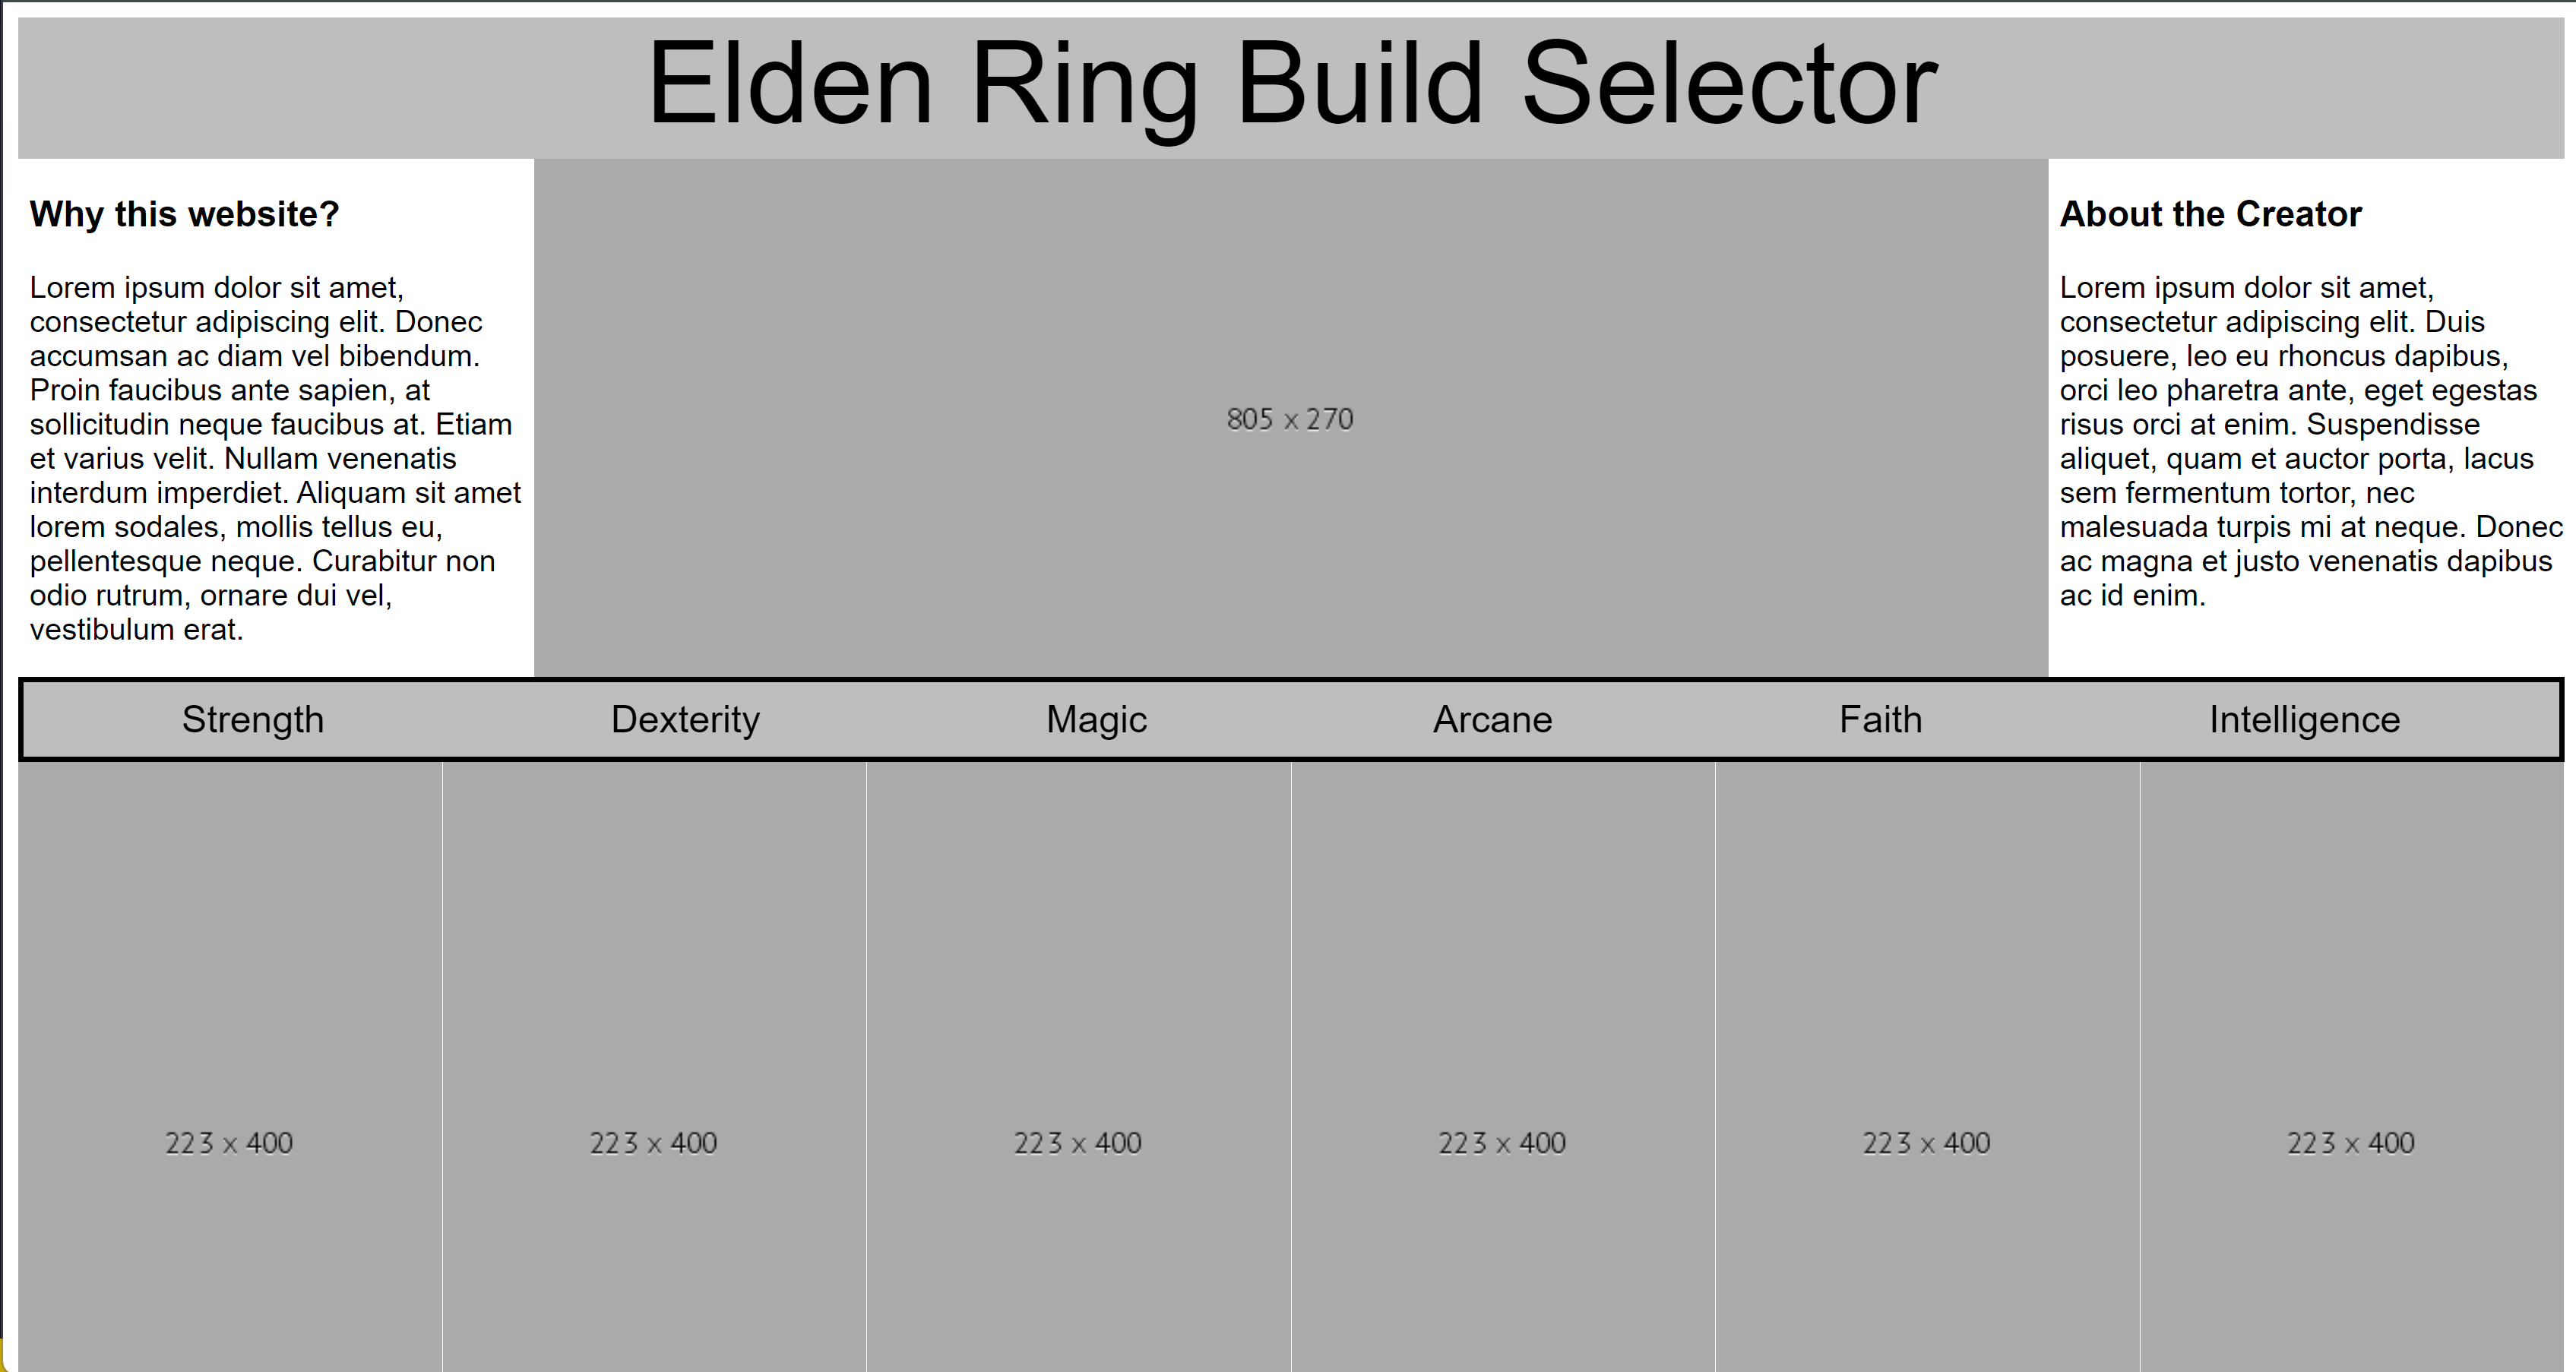 Elden Ring Build Selector
Why this website?
Lorem ipsum dolor sit amet,
consectetur adipiscing elit. Donec
accumsan ac diam vel bibendum.
Proin faucibus ante sapien, at
sollicitudin neque faucibus at. Etiam
et varius velit. Nullam venenatis
interdum imperdiet. Aliquam sit amet
lorem sodales, mollis tellus eu,
pellentesque neque. Curabitur non
odio rutrum, ornare dui vel,
vestibulum erat.
805 x 270
About the Creator
Lorem ipsum dolor sit amet,
consectetur adipiscing elit. Duis
posuere, leo eu rhoncus dapibus,
orci leo pharetra ante, eget egestas
risus orci at enim. Suspendisse
aliquet, quam et auctor porta, lacus
sem fermentum tortor, nec
malesuada turpis mi at neque. Donec
ac magna et justo venenatis dapibus
ac id enim.
Strength Dexterity Magic Arcane Faith Intelligence
223 x 400 223 x 400 223 x 400 223 x 400 223 x 400 223 x 400